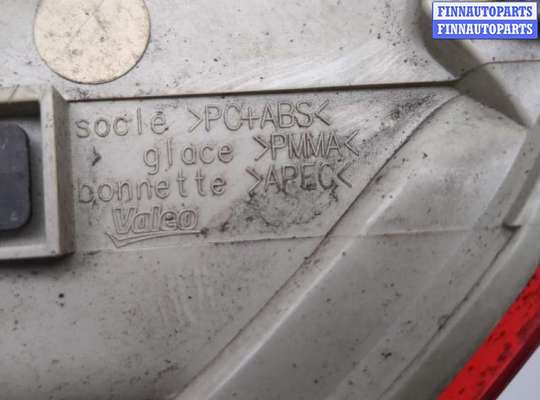 FINNAUTOPARTS
FINNAUTOPARTS
socle >PC+ABS<
> glace >PMMA<
bonnette >APEC<
Valeo